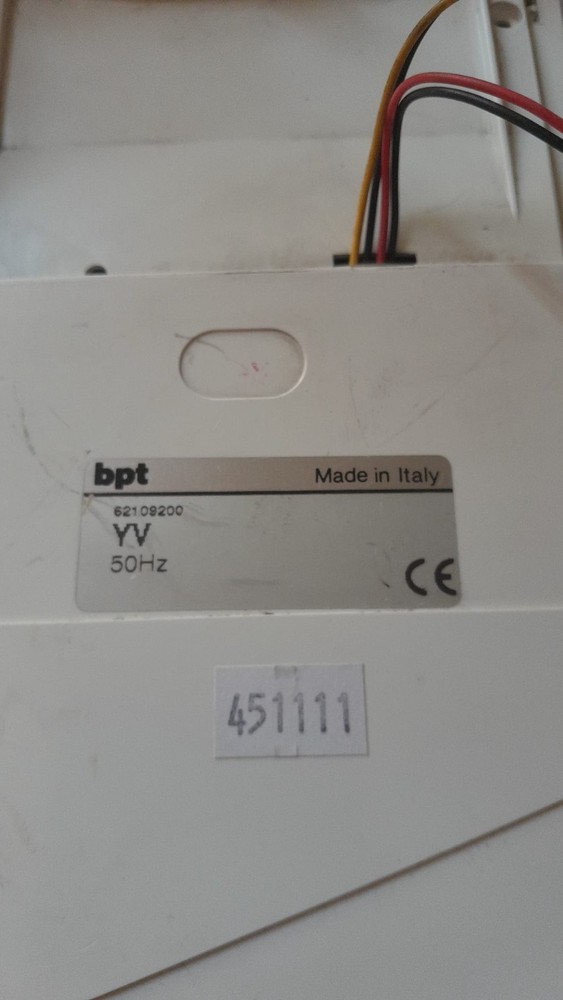 bpt
Made in Italy
62109200
YV
50Hz
CE
451111